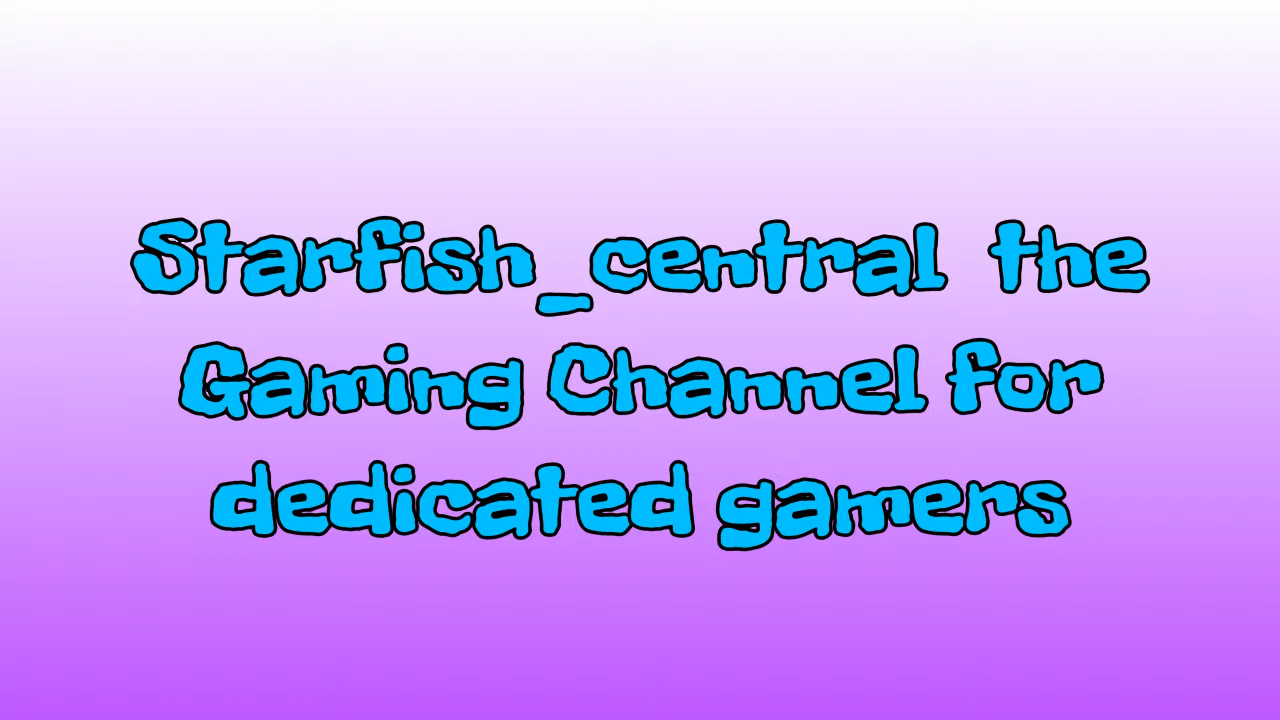 Starfish_central  the
Gaming Channel for
dedicated gamers